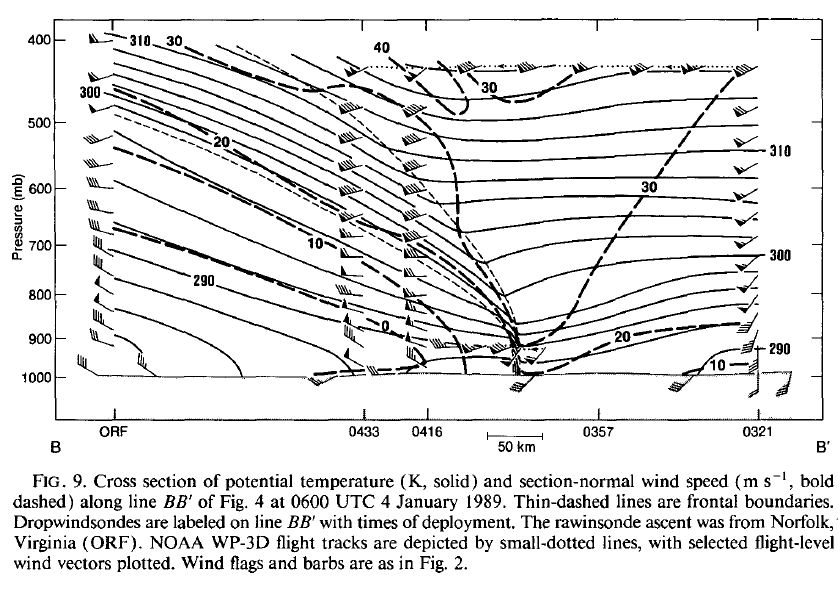 400
310
30
40
30
300
500
20
310
600
30
Pressure (mb)
700
10
300
290
800
0
900
20
290
10
1000
ORF
0433
0416
0357
0321
50 km
B
B'
FIG. 9. Cross section of potential temperature (K, solid) and section-normal wind speed (m s⁻¹, bold
dashed) along line BB' of Fig. 4 at 0600 UTC 4 January 1989. Thin-dashed lines are frontal boundaries.
Dropwindsondes are labeled on line BB' with times of deployment. The rawinsonde ascent was from Norfolk,
Virginia (ORF). NOAA WP-3D flight tracks are depicted by small-dotted lines, with selected flight-level
wind vectors plotted. Wind flags and barbs are as in Fig. 2.